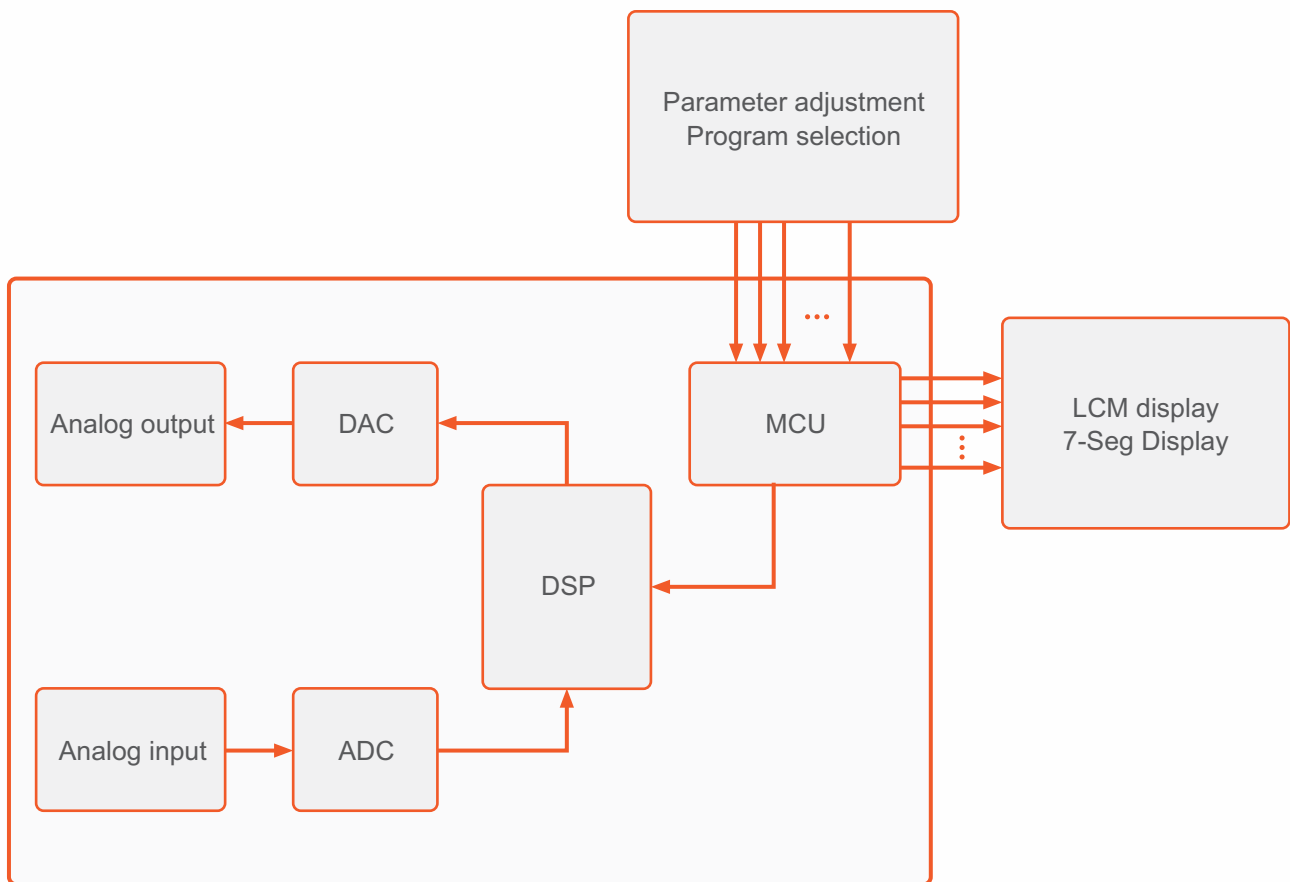 Parameter adjustment
Program selection
Analog output
DAC
MCU
LCM display
7-Seg Display
DSP
Analog input
ADC